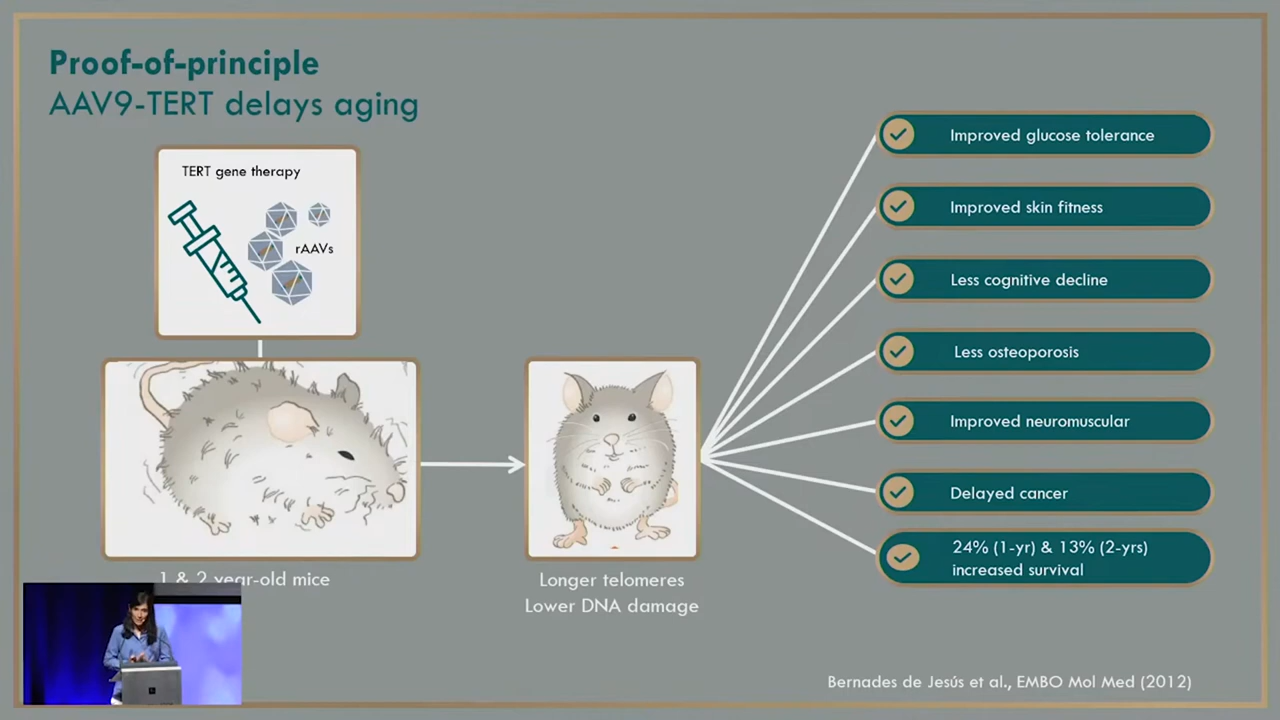 Proof-of-principle
AAV9-TERT delays aging
TERT gene therapy
rAAVs
1 & 2 year-old mice
Longer telomeres
Lower DNA damage
Improved glucose tolerance
Improved skin fitness
Less cognitive decline
Less osteoporosis
Improved neuromuscular
Delayed cancer
24% (1-yr) & 13% (2-yrs)
increased survival
Bernades de Jesús et al., EMBO Mol Med (2012)